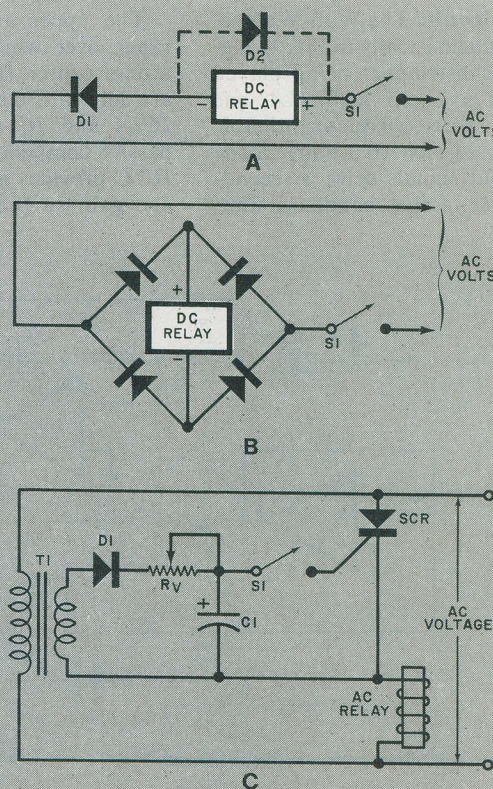 D2
DC
RELAY
- +
D1
S1
AC
VOLTS
A
+
DC
RELAY
-
S1
AC
VOLTS
B
SCR
D1
T1
RV
S1
+
C1
AC
VOLTAGE
AC
RELAY
C